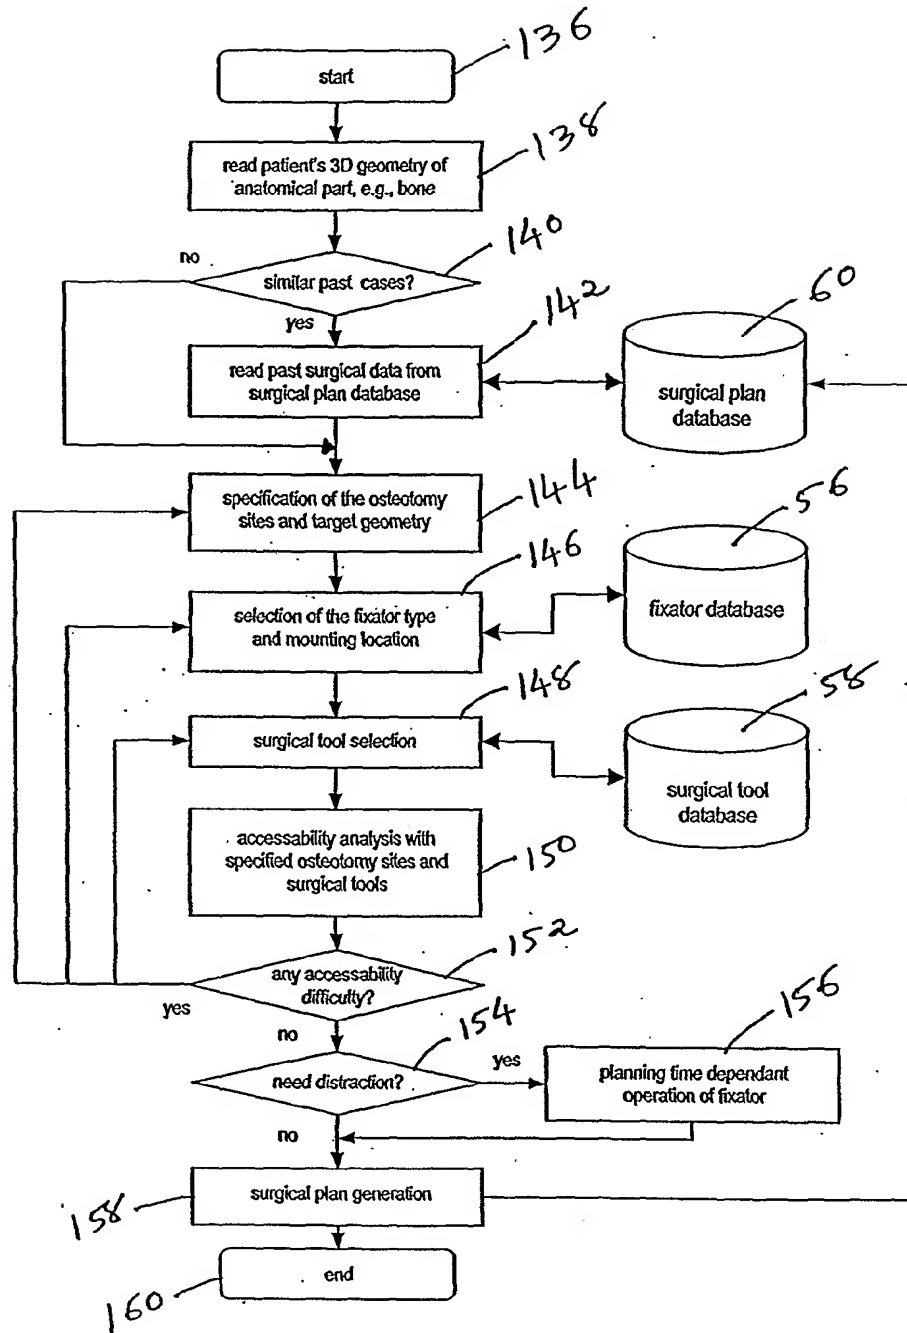 136
start
138
read patient's 3D geometry of
anatomical part, e.g., bone
140
no
similar past cases?
yes
142
60
read past surgical data from
surgical plan database
surgical plan
database
144
specification of the osteotomy
sites and target geometry
56
146
selection of the fixator type
and mounting location
fixator database
148
58
surgical tool selection
surgical tool
database
accessability analysis with
specified osteotomy sites and
surgical tools
150
152
any accessability
difficulty?
yes
no
154
156
need distraction?
yes
planning time dependant
operation of fixator
no
surgical plan generation
158
end
160